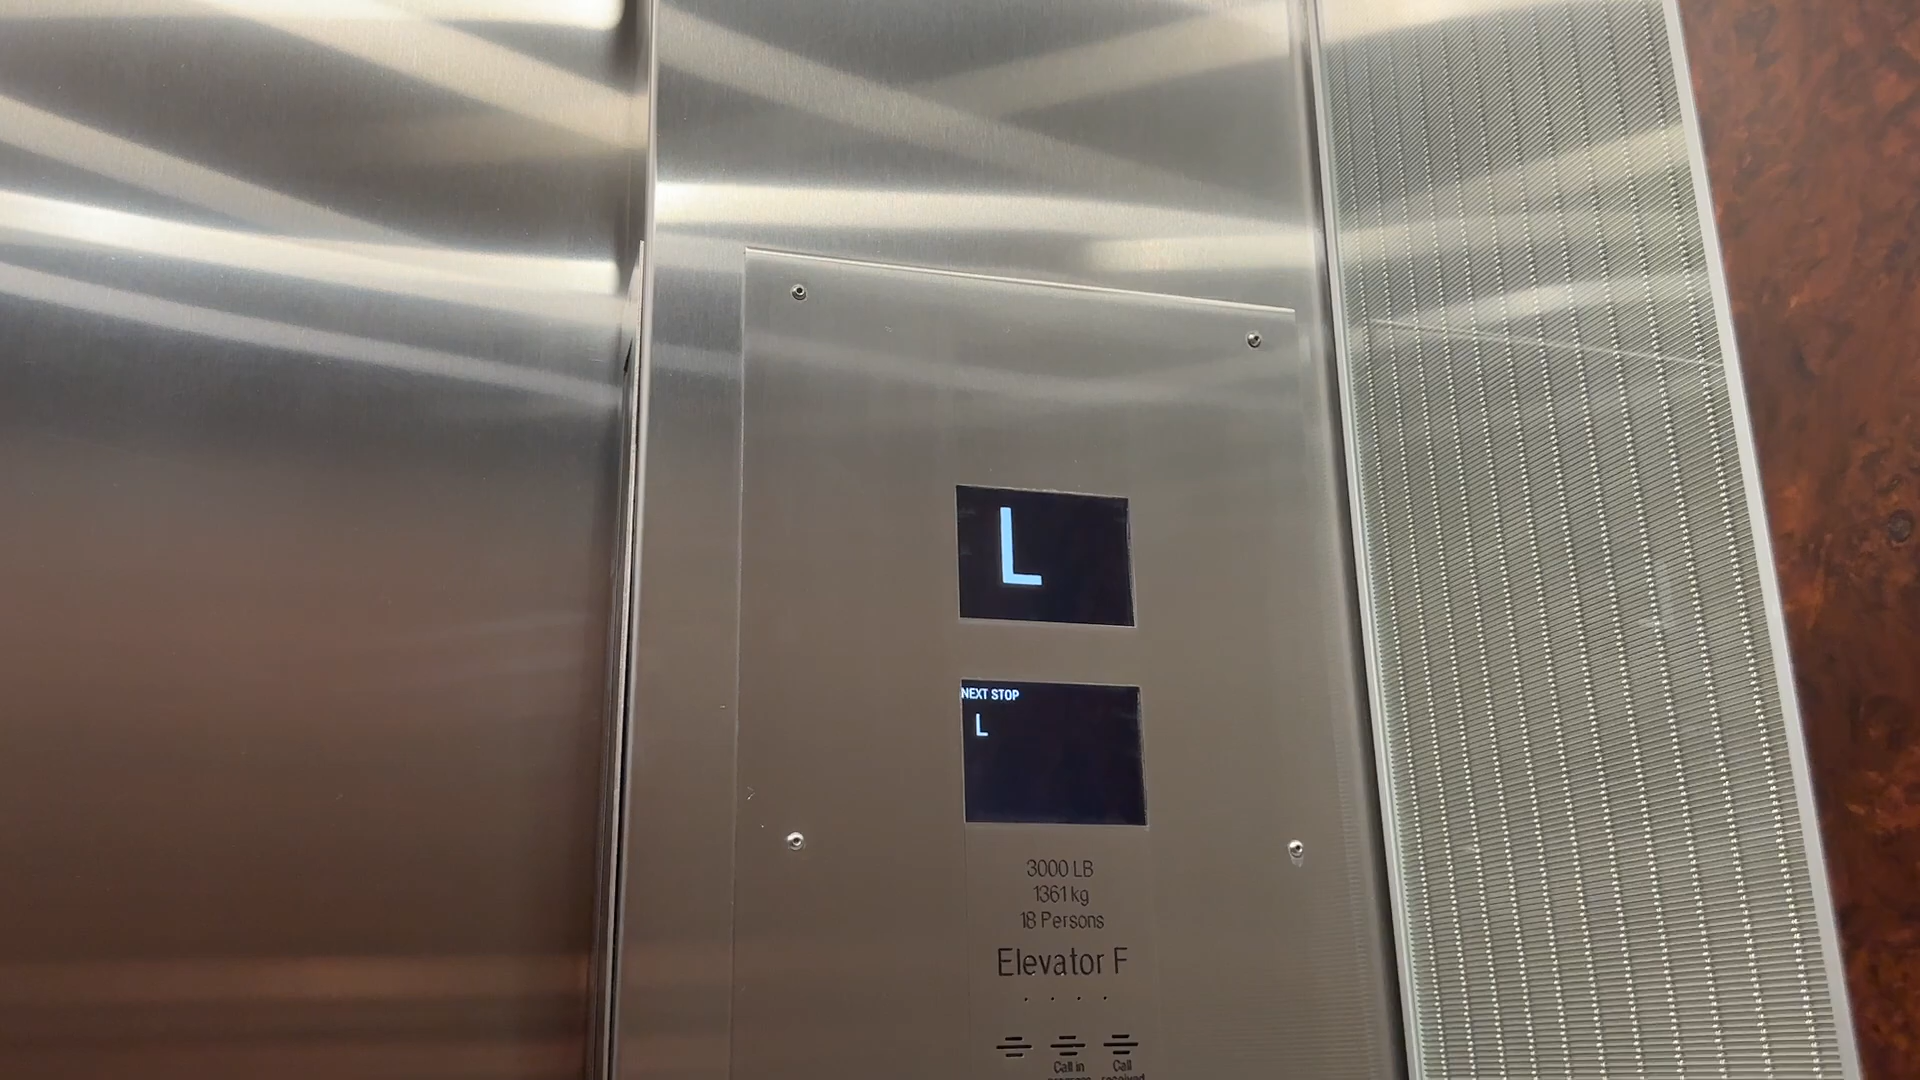 L
NEXT STOP
L
3000 LB
1361 kg
18 Persons
Elevator F
Call in
Call